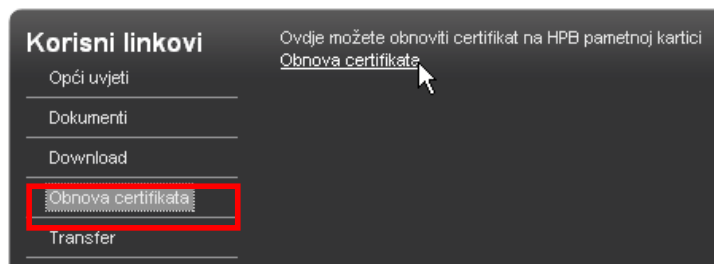 Korisni linkovi
Opći uvjeti
Dokumenti
Download
Obnova certifikata
Transfer
Ovdje možete obnoviti certifikat na HPB pametnoj kartici
Obnova certifikata